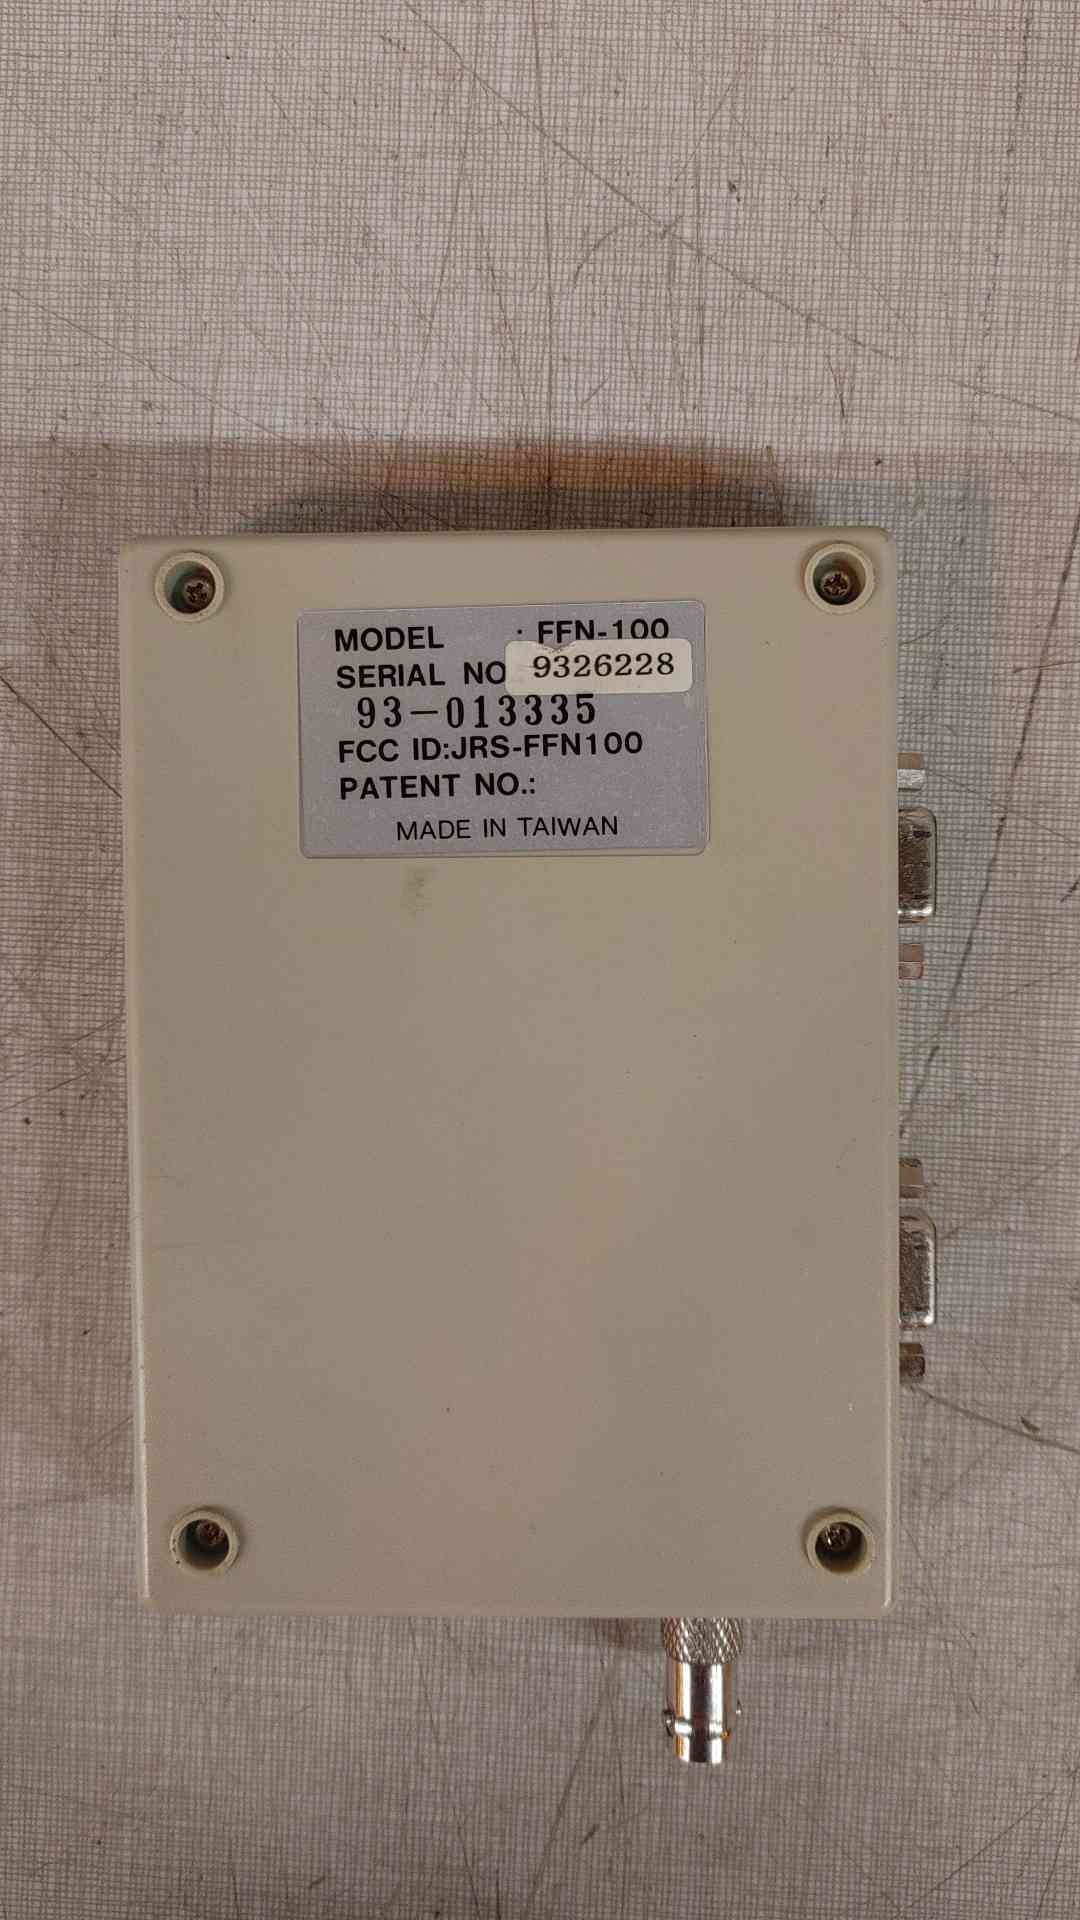 MODEL : FFN-100
SERIAL NO 9326228
93-013335
FCC ID:JRS-FFN100
PATENT NO.:
MADE IN TAIWAN